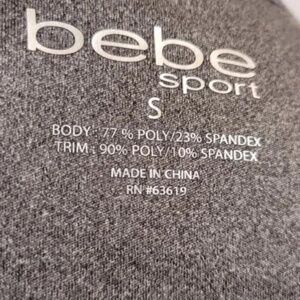 bebe
sport
S
BODY : 77 % POLY/23% SPANDEX
TRIM : 90% POLY/10% SPANDEX
MADE IN CHINA
RN #63619